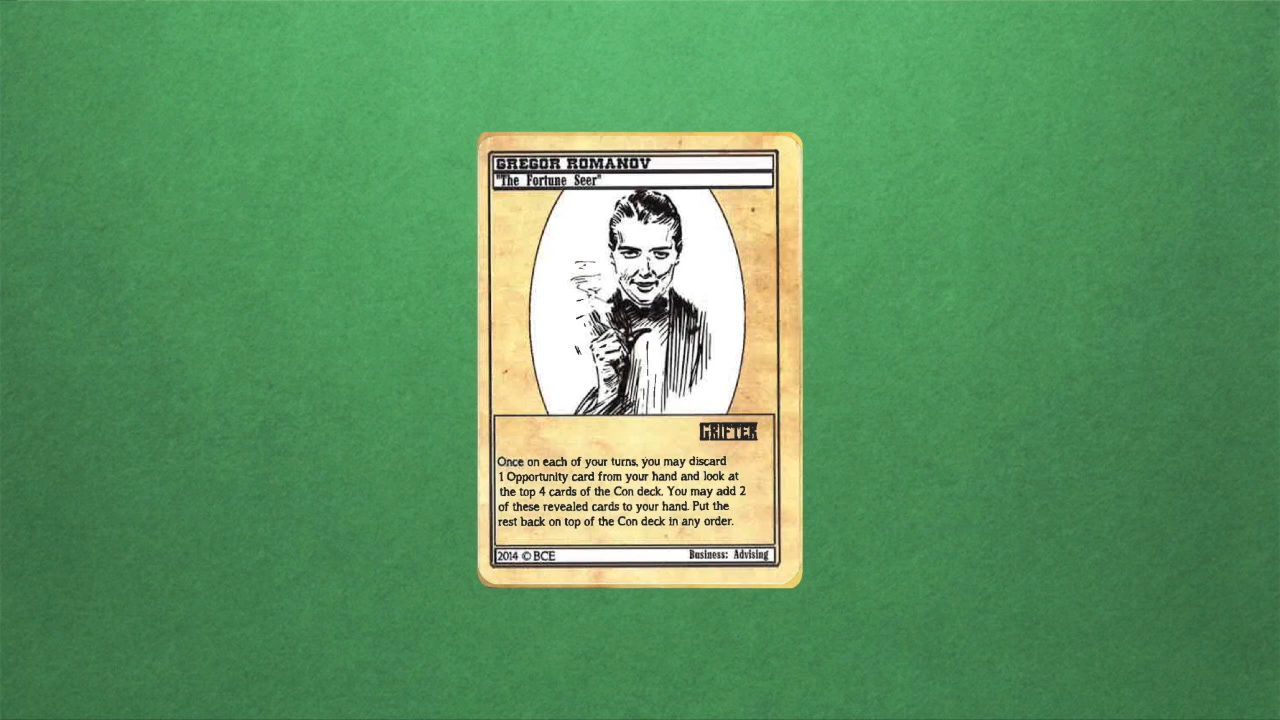 GREGOR ROMANOV
"The Fortune Seer"
GRIFTER
Once on each of your turns, you may discard
1 Opportunity card from your hand and look at
the top 4 cards of the Con deck. You may add 2
of these revealed cards to your hand. Put the
rest back on top of the Con deck in any order.
2014 © BCE
Business: Advising